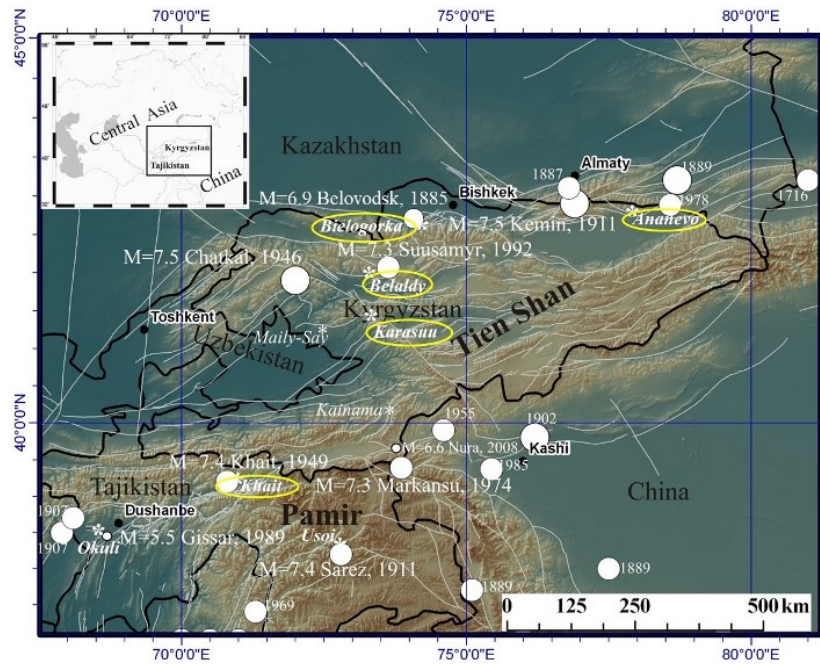 70°0'0"E 75°0'0"E 80°0'0"E
45°0'0"N
Central Asia
Kyrgyzstan
Tajikistan
China
Kazakhstan
Almaty
1887
1889
1716
M=6.9 Belovodsk, 1885
Bishkek
1978
Bielogorka
M=7.5 Kemin, 1911
Ananevo
M=7.3 Suusamyr, 1992
M=7.5 Chatkal, 1946
Belaldy
Kyrgyzstan
Toshkent
Karasuu
Tien Shan
Maily-Say
Uzbekistan
Kainama
40°0'0"N
40°0'0"N
1955
1902
M=6.6 Nura, 2008
Kashi
M=7.4 Khait, 1949
1985
Tajikistan
Khait
M=7.3 Markansu, 1974
China
1907
Dushanbe
Pamir
1907
Okuli
M=5.5 Gissar, 1989
Usoi
M=7.4 Sarez, 1911
1889
1889
1969
0 125 250 500 km
70°0'0"E 75°0'0"E 80°0'0"E